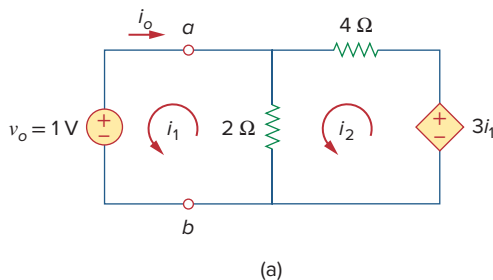 i_o a 4 Ω
v_o = 1 V + − i_1 2 Ω i_2 + − 3i_1
b
(a)